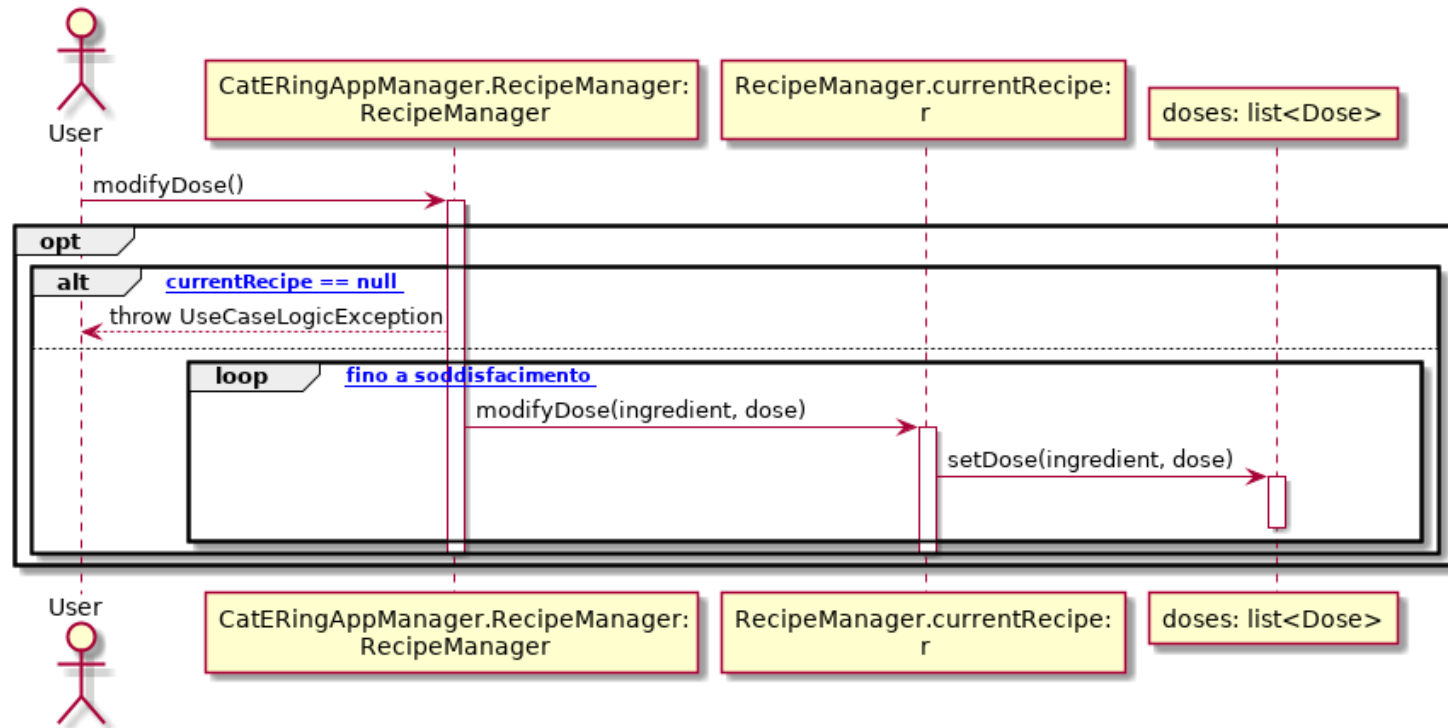 User
CatERingAppManager.RecipeManager:
RecipeManager
RecipeManager.currentRecipe:
r
doses: list<Dose>
modifyDose()
opt
alt
currentRecipe == null
throw UseCaseLogicException
loop
fino a soddisfacimento
modifyDose(ingredient, dose)
setDose(ingredient, dose)
User
CatERingAppManager.RecipeManager:
RecipeManager
RecipeManager.currentRecipe:
r
doses: list<Dose>